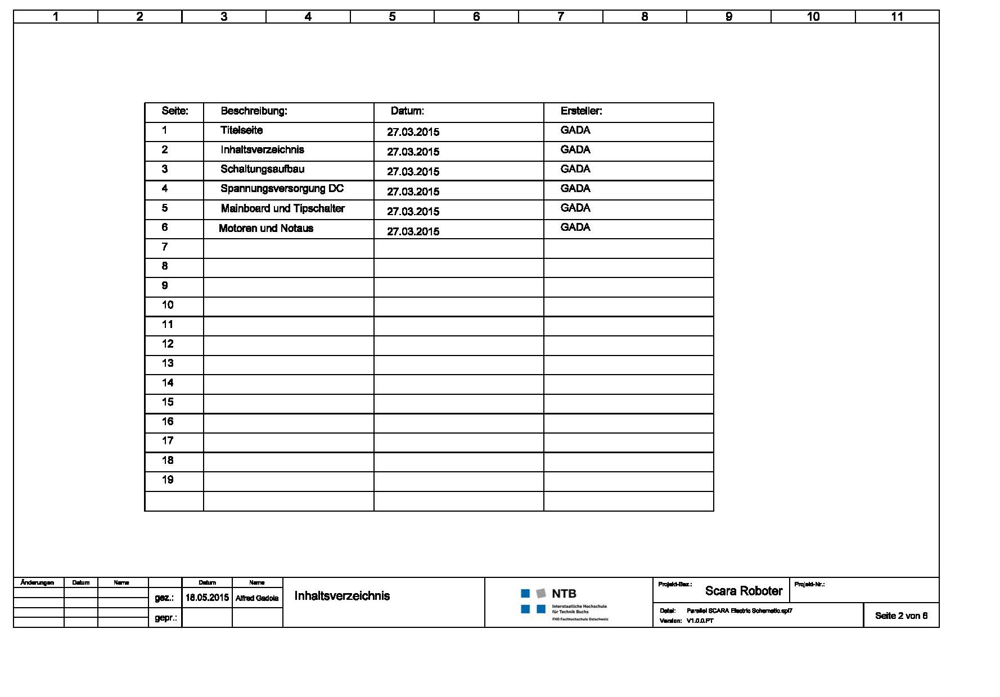 1 2 3 4 5 6 7 8 9 10 11
Seite: Beschreibung: Datum: Ersteller:
1 Titelseite 27.03.2015 GADA
2 Inhaltsverzeichnis 27.03.2015 GADA
3 Schaltungsaufbau 27.03.2015 GADA
4 Spannungsversorgung DC 27.03.2015 GADA
5 Mainboard und Tipschalter 27.03.2015 GADA
6 Motoren und Notaus 27.03.2015 GADA
7
8
9
10
11
12
13
14
15
16
17
18
19
Änderungen Datum Name Datum Name
gez.: 18.05.2015 Alfred Gadola
gepr.:
Inhaltsverzeichnis
NTB
Interstaatliche Hochschule
für Technik Buchs
FHO Fachhochschule Ostschweiz
Projekt-Bez.: Scara Roboter Projekt-Nr.:
Datei: Parallel SCARA Electric Schematic.spl7
Version: V1.0.0.PT
Seite 2 von 6